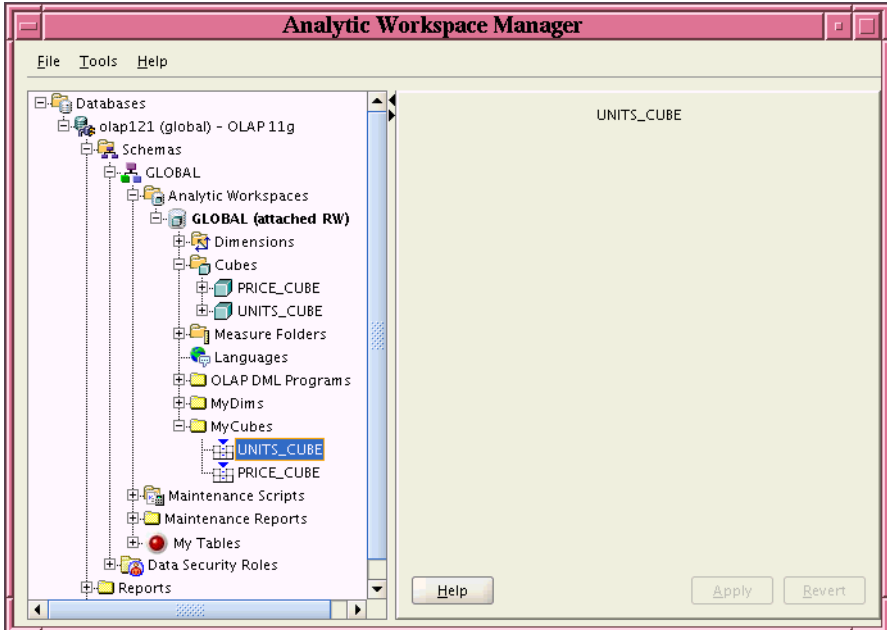 Analytic Workspace Manager
File Tools Help
Databases
olap121 (global) - OLAP 11g
Schemas
GLOBAL
Analytic Workspaces
GLOBAL (attached RW)
Dimensions
Cubes
PRICE_CUBE
UNITS_CUBE
Measure Folders
Languages
OLAP DML Programs
MyDims
MyCubes
UNITS_CUBE
PRICE_CUBE
Maintenance Scripts
Maintenance Reports
My Tables
Data Security Roles
Reports
UNITS_CUBE
Help Apply Revert